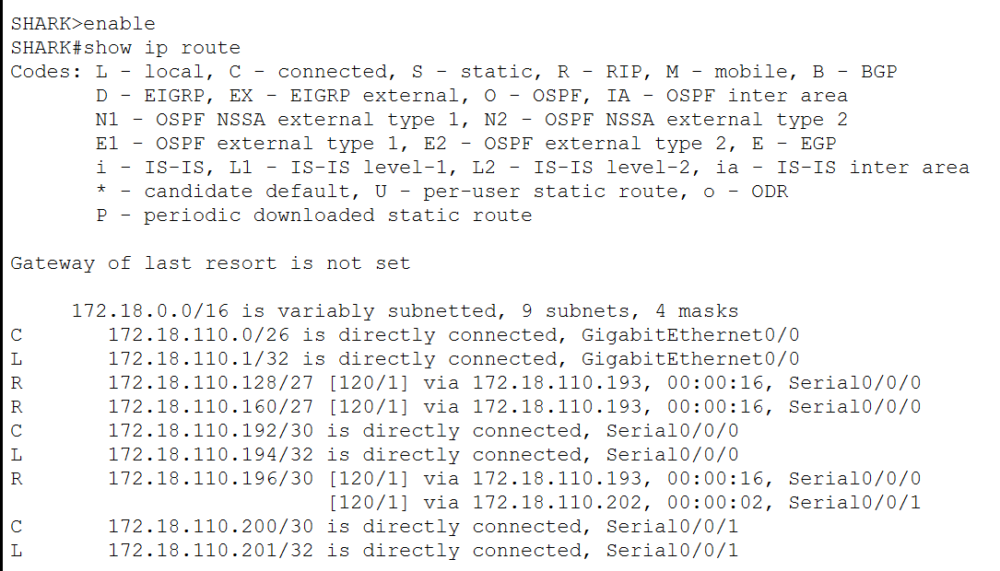 SHARK>enable
SHARK#show ip route
Codes: L - local, C - connected, S - static, R - RIP, M - mobile, B - BGP
       D - EIGRP, EX - EIGRP external, O - OSPF, IA - OSPF inter area
       N1 - OSPF NSSA external type 1, N2 - OSPF NSSA external type 2
       E1 - OSPF external type 1, E2 - OSPF external type 2, E - EGP
       i - IS-IS, L1 - IS-IS level-1, L2 - IS-IS level-2, ia - IS-IS inter area
       * - candidate default, U - per-user static route, o - ODR
       P - periodic downloaded static route
Gateway of last resort is not set
     172.18.0.0/16 is variably subnetted, 9 subnets, 4 masks
C       172.18.110.0/26 is directly connected, GigabitEthernet0/0
L       172.18.110.1/32 is directly connected, GigabitEthernet0/0
R       172.18.110.128/27 [120/1] via 172.18.110.193, 00:00:16, Serial0/0/0
R       172.18.110.160/27 [120/1] via 172.18.110.193, 00:00:16, Serial0/0/0
C       172.18.110.192/30 is directly connected, Serial0/0/0
L       172.18.110.194/32 is directly connected, Serial0/0/0
R       172.18.110.196/30 [120/1] via 172.18.110.193, 00:00:16, Serial0/0/0
                          [120/1] via 172.18.110.202, 00:00:02, Serial0/0/1
C       172.18.110.200/30 is directly connected, Serial0/0/1
L       172.18.110.201/32 is directly connected, Serial0/0/1